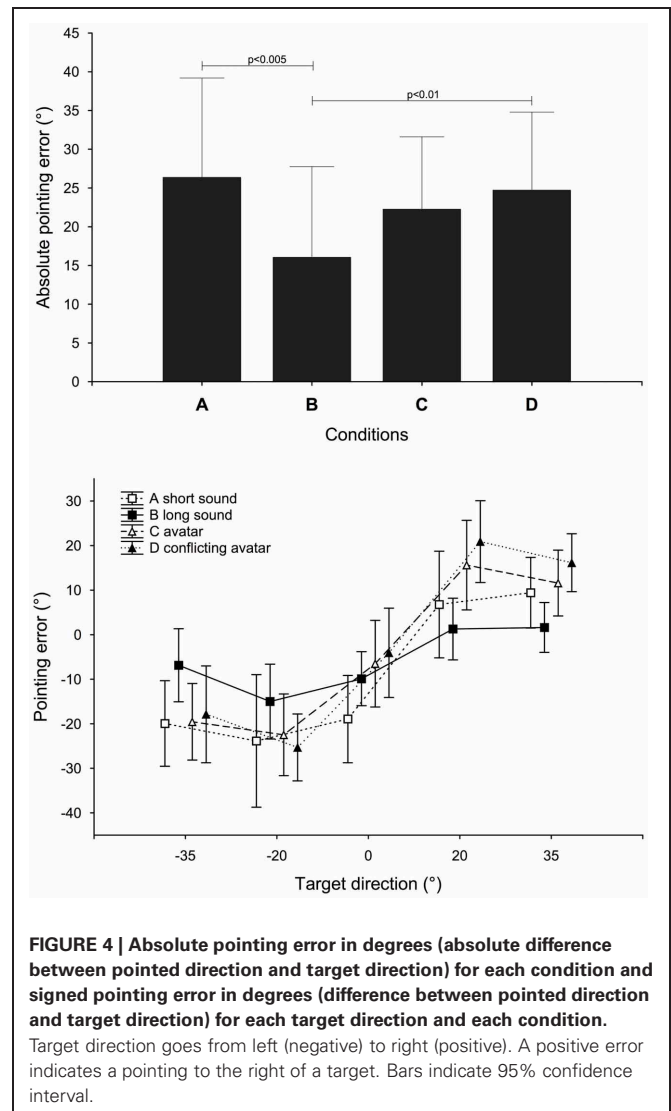 45
40
35
30
25
20
15
10
5
0
Absolute pointing error (°)
p<0.005
p<0.01
A B C D
Conditions
A short sound
B long sound
C avatar
D conflicting avatar
30
20
10
0
-10
-20
-30
-40
Pointing error (°)
-35 -20 0 20 35
Target direction (°)
FIGURE 4 | Absolute pointing error in degrees (absolute difference
between pointed direction and target direction) for each condition and
signed pointing error in degrees (difference between pointed direction
and target direction) for each target direction and each condition.
Target direction goes from left (negative) to right (positive). A positive error
indicates a pointing to the right of a target. Bars indicate 95% confidence
interval.